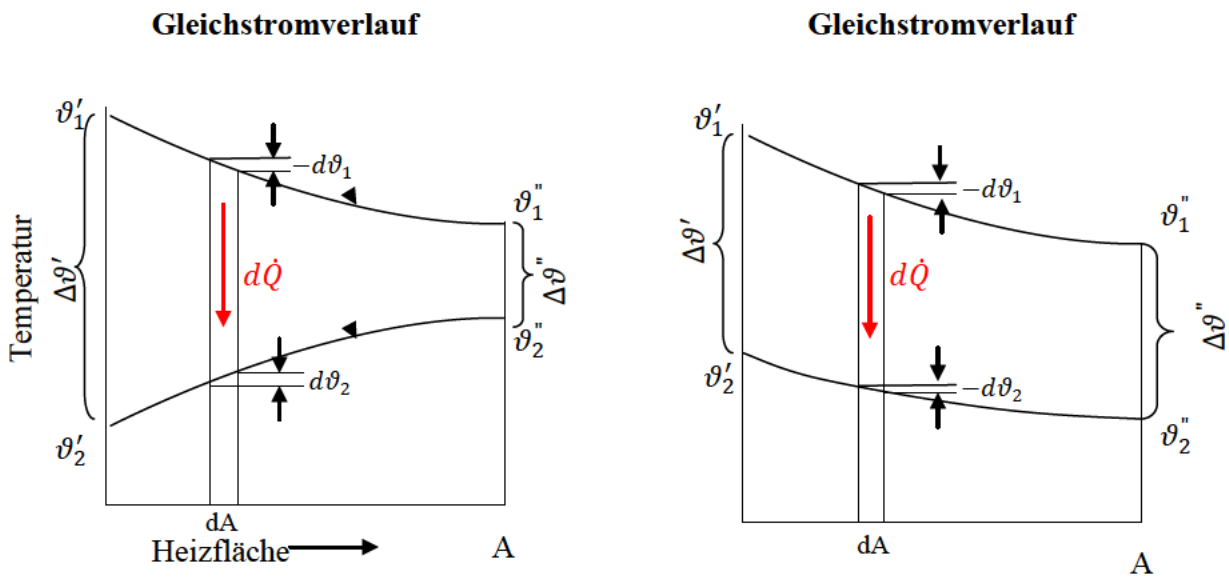 Gleichstromverlauf
ϑ₁′
−dϑ₁
ϑ₁″
Temperatur
Δϑ′
dQ̇
Δϑ″
ϑ₂″
dϑ₂
ϑ₂′
dA
Heizfläche
A
Gleichstromverlauf
ϑ₁′
−dϑ₁
ϑ₁″
Δϑ′
dQ̇
Δϑ″
ϑ₂′
−dϑ₂
ϑ₂″
dA
A